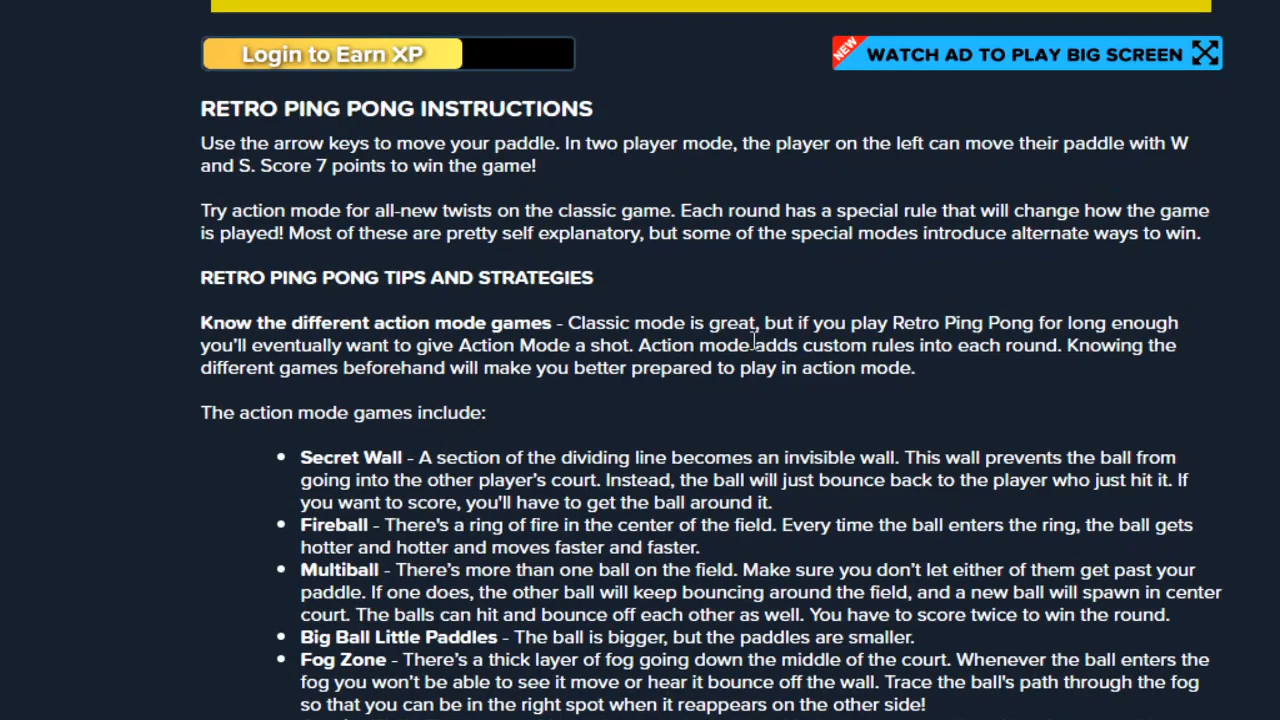 Login to Earn XP
NEW
WATCH AD TO PLAY BIG SCREEN
RETRO PING PONG INSTRUCTIONS
Use the arrow keys to move your paddle. In two player mode, the player on the left can move their paddle with W
and S. Score 7 points to win the game!
Try action mode for all-new twists on the classic game. Each round has a special rule that will change how the game
is played! Most of these are pretty self explanatory, but some of the special modes introduce alternate ways to win.
RETRO PING PONG TIPS AND STRATEGIES
Know the different action mode games - Classic mode is great, but if you play Retro Ping Pong for long enough
you’ll eventually want to give Action Mode a shot. Action mode adds custom rules into each round. Knowing the
different games beforehand will make you better prepared to play in action mode.
The action mode games include:
• Secret Wall - A section of the dividing line becomes an invisible wall. This wall prevents the ball from
going into the other player’s court. Instead, the ball will just bounce back to the player who just hit it. If
you want to score, you'll have to get the ball around it.
• Fireball - There's a ring of fire in the center of the field. Every time the ball enters the ring, the ball gets
hotter and hotter and moves faster and faster.
• Multiball - There’s more than one ball on the field. Make sure you don’t let either of them get past your
paddle. If one does, the other ball will keep bouncing around the field, and a new ball will spawn in center
court. The balls can hit and bounce off each other as well. You have to score twice to win the round.
• Big Ball Little Paddles - The ball is bigger, but the paddles are smaller.
• Fog Zone - There’s a thick layer of fog going down the middle of the court. Whenever the ball enters the
fog you won’t be able to see it move or hear it bounce off the wall. Trace the ball's path through the fog
so that you can be in the right spot when it reappears on the other side!